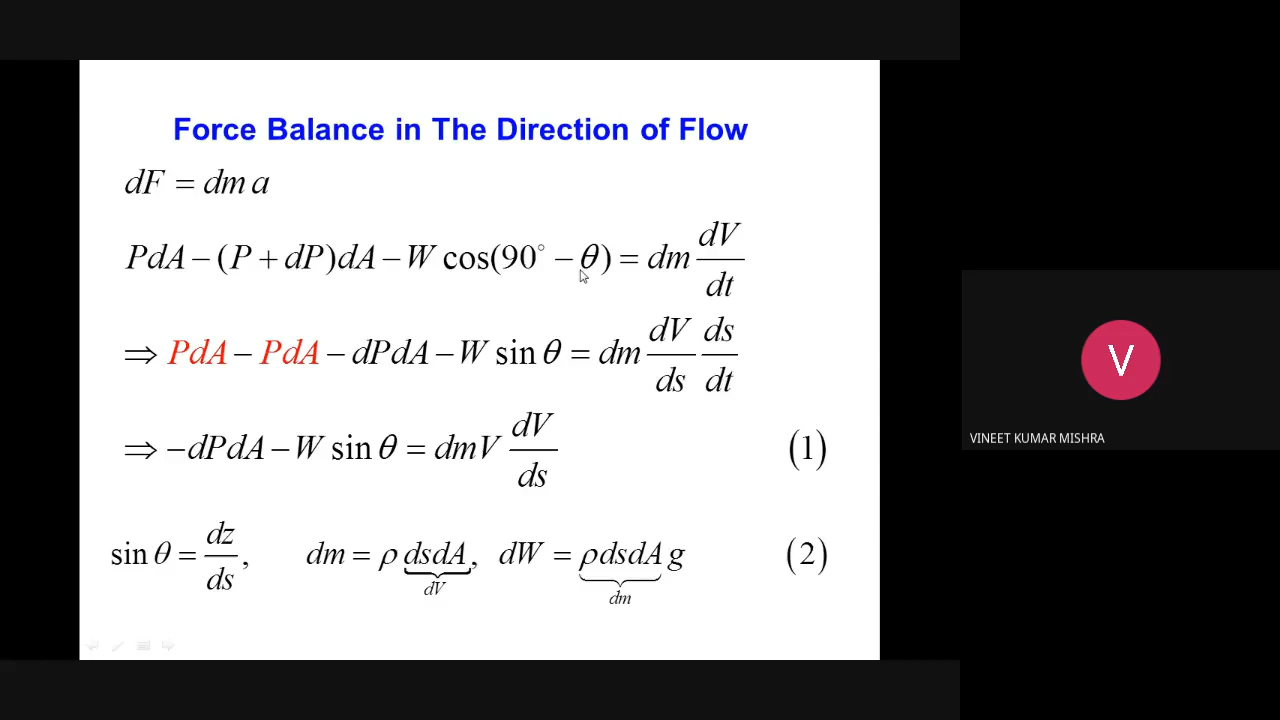 Force Balance in The Direction of Flow
dF = dm a
PdA − (P + dP)dA − W cos(90° − θ) = dm dV/dt
⇒ PdA − PdA − dPdA − W sin θ = dm dV/ds ds/dt
⇒ −dPdA − W sin θ = dmV dV/ds (1)
sin θ = dz/ds, dm = ρ dsdA, dW = ρdsdA g (2)
dV dm
V
VINEET KUMAR MISHRA